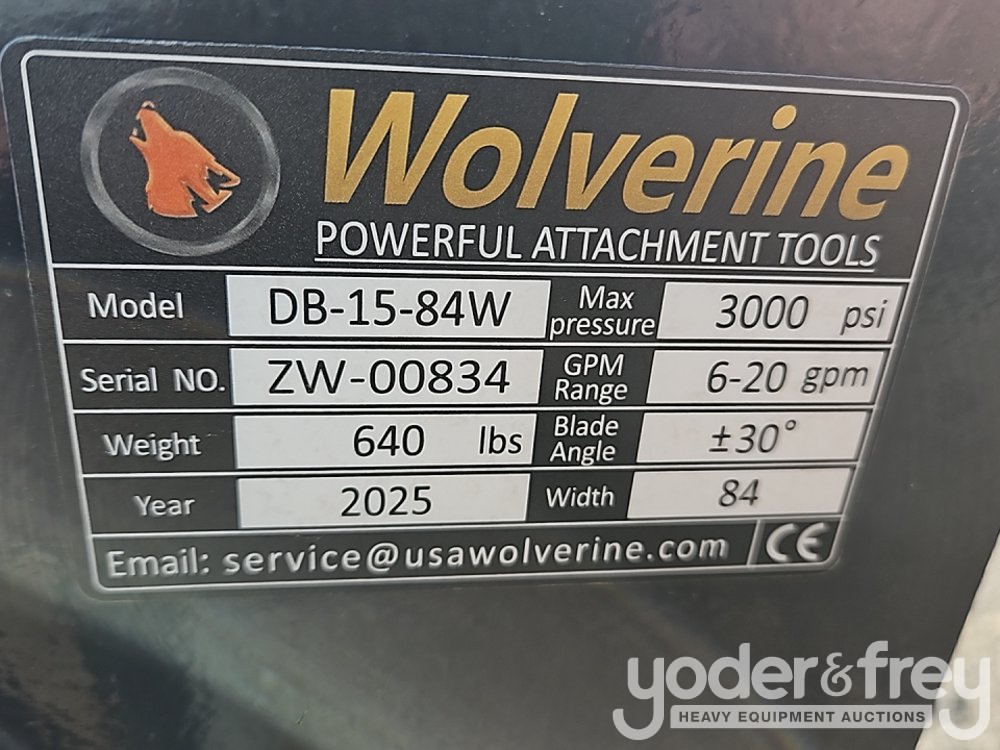 Wolverine
POWERFUL ATTACHMENT TOOLS
Model DB-15-84W Max pressure 3000 psi
Serial NO. ZW-00834 GPM Range 6-20 gpm
Weight 640 lbs Blade Angle ±30°
Year 2025 Width 84
Email: service@usawolverine.com CE
yoder&frey
HEAVY EQUIPMENT AUCTIONS